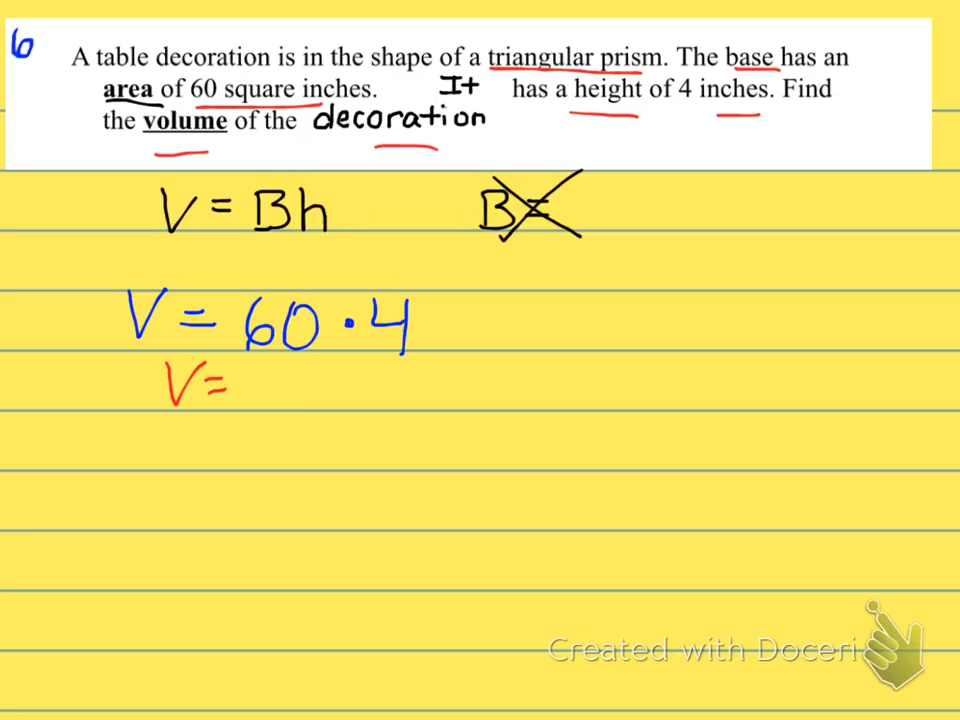 6
A table decoration is in the shape of a triangular prism. The base has an
area of 60 square inches. It has a height of 4 inches. Find
the volume of the decoration
V = Bh B=
V = 60 · 4
V=
Created with Doceri